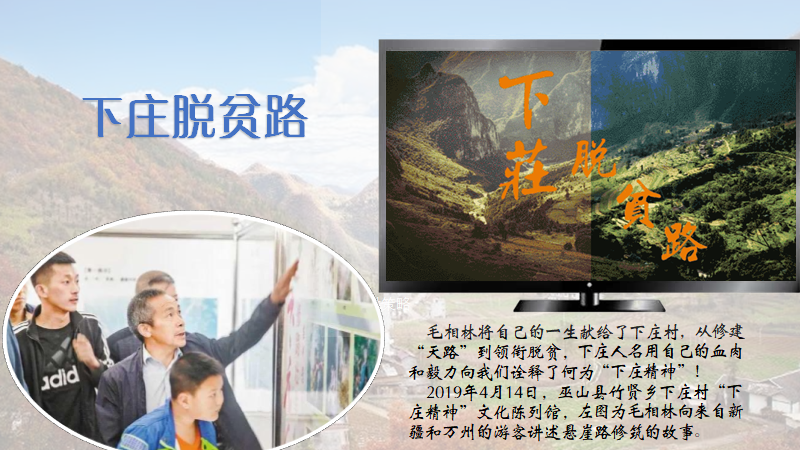 下庄脱贫路
下莊
脱贫路
毛相林将自己的一生献给了下庄村，从修建
“天路”到领衔脱贫，下庄人名用自己的血肉
和毅力向我们诠释了何为“下庄精神”！
2019年4月14日，巫山县竹贤乡下庄村“下
庄精神”文化陈列馆，左图为毛相林向来自新
疆和万州的游客讲述悬崖路修筑的故事。
adidas